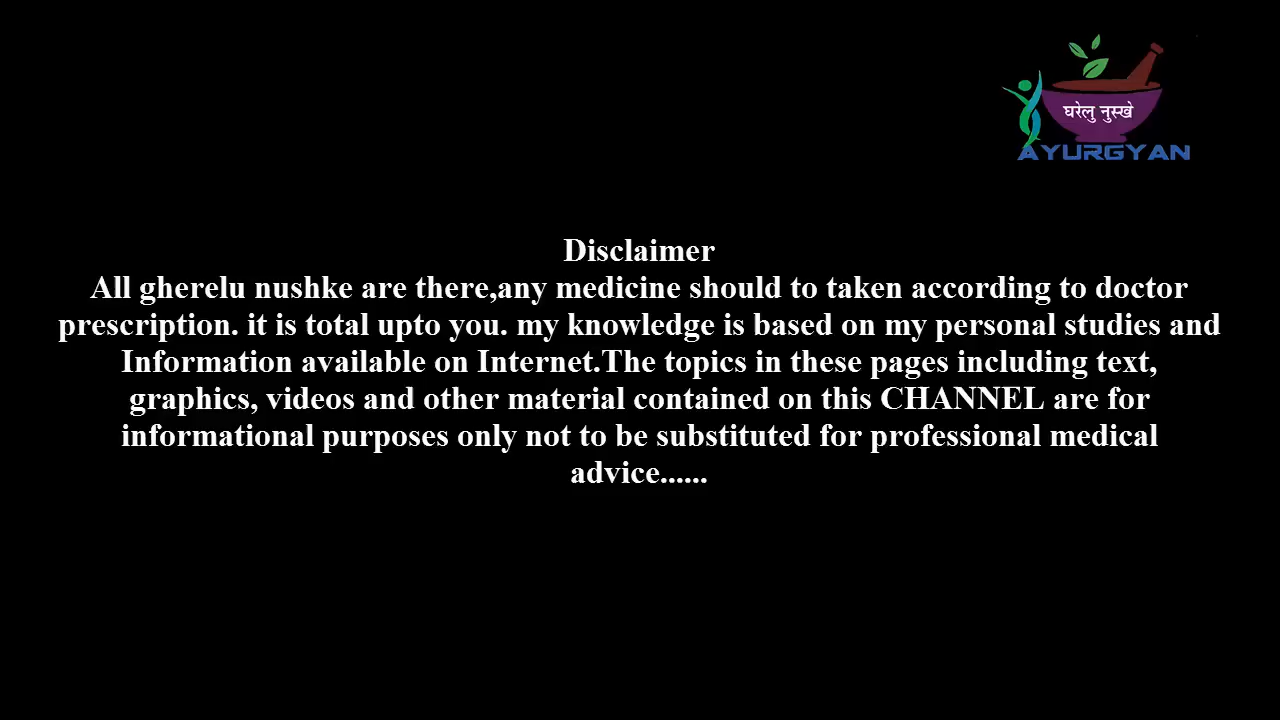 घरेलु नुस्खे
AYURGYAN
Disclaimer
All gherelu nushke are there,any medicine should to taken according to doctor
prescription. it is total upto you. my knowledge is based on my personal studies and
Information available on Internet.The topics in these pages including text,
graphics, videos and other material contained on this CHANNEL are for
informational purposes only not to be substituted for professional medical
advice......